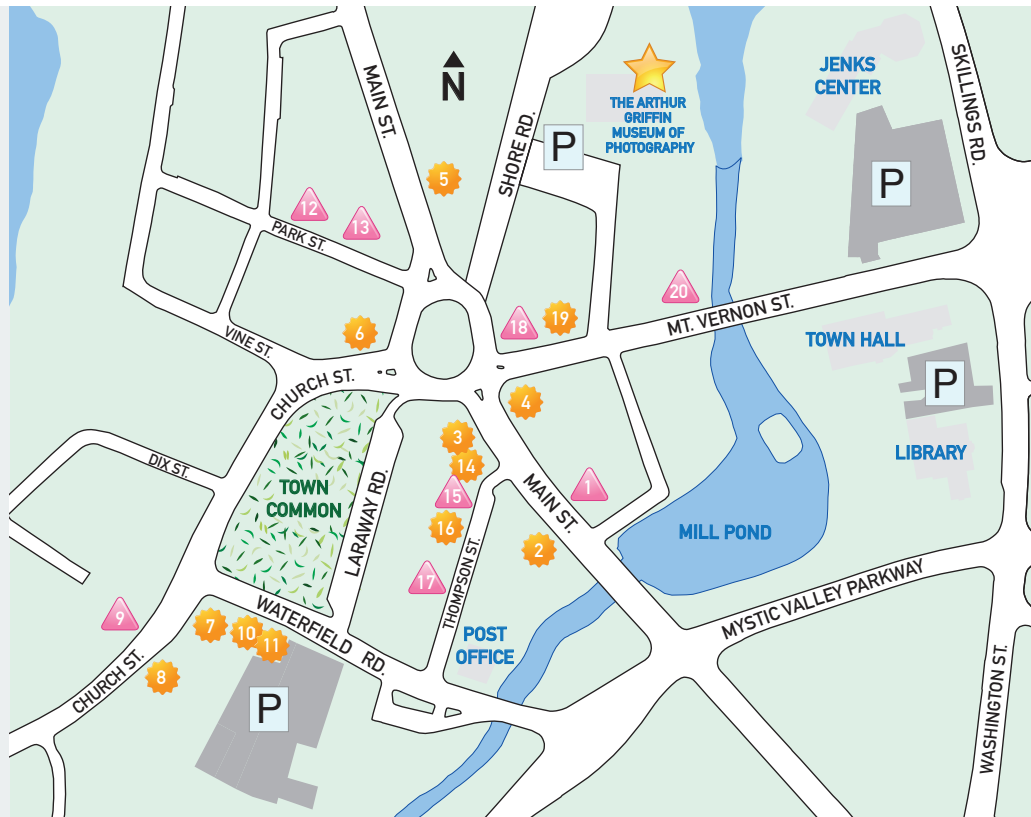 MAIN ST.
N
SHORE RD.
THE ARTHUR
GRIFFIN
MUSEUM OF
PHOTOGRAPHY
JENKS
CENTER
SKILLINGS RD.
P
P
5
12
13
PARK ST.
20
MT. VERNON ST.
18
19
6
VINE ST.
TOWN HALL
CHURCH ST.
P
4
3
14
LIBRARY
DIX ST.
TOWN
COMMON
LARAWAY RD.
15
1
MAIN ST.
16
2
MILL POND
THOMPSON ST.
17
MYSTIC VALLEY PARKWAY
9
7
10
11
WATERFIELD RD.
POST
OFFICE
CHURCH ST.
8
P
WASHINGTON ST.